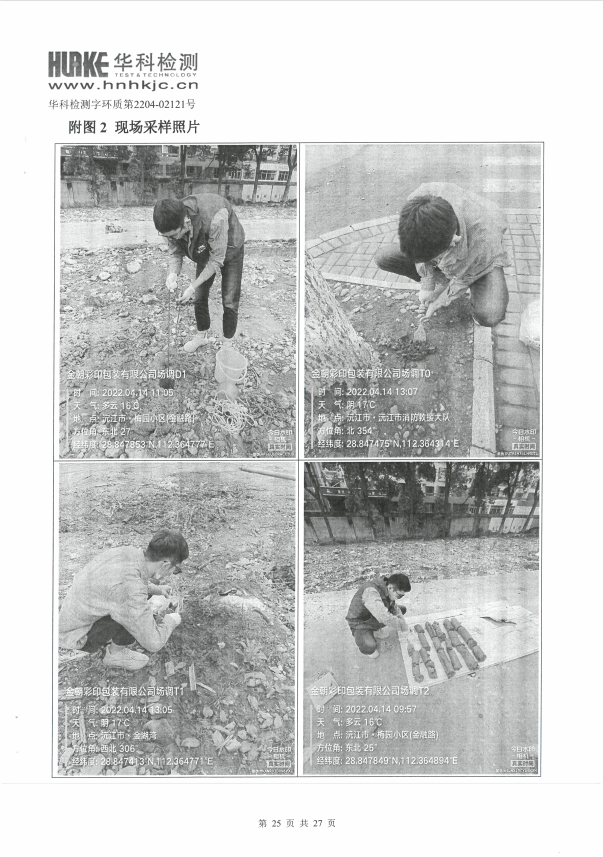 HUAKE 华科检测
TEST & TECHNOLOGY
www.hnhkjc.cn
华科检测字环质第2204-02121号
附图 2 现场采样照片
金朝彩印包装有限公司场调D1
时 间: 2022.04.14 11:05
天 气: 多云 16℃
地 点: 沅江市·梅园小区(金融路)
方位角: 东北 27°
经纬度: 28.847853°N,112.364777°E
今日水印
相机
真实时间
金朝彩印包装有限公司场调T0
时 间: 2022.04.14 13:07
天 气: 阴 17℃
地 点: 沅江市·沅江市消防救援大队
方位角: 北 354°
经纬度: 28.847475°N,112.364314°E
今日水印
相机
真实时间
金朝彩印包装有限公司场调T1
时 间: 2022.04.14 13:05
天 气: 阴 17℃
地 点: 沅江市·金湖湾
方位角: 西北 306°
经纬度: 28.847413°N,112.364771°E
今日水印
相机
真实时间
金朝彩印包装有限公司场调T2
时 间: 2022.04.14 09:57
天 气: 多云 16℃
地 点: 沅江市·梅园小区(金融路)
方位角: 东北 25°
经纬度: 28.847849°N,112.364894°E
今日水印
相机
真实时间
第 25 页 共 27 页